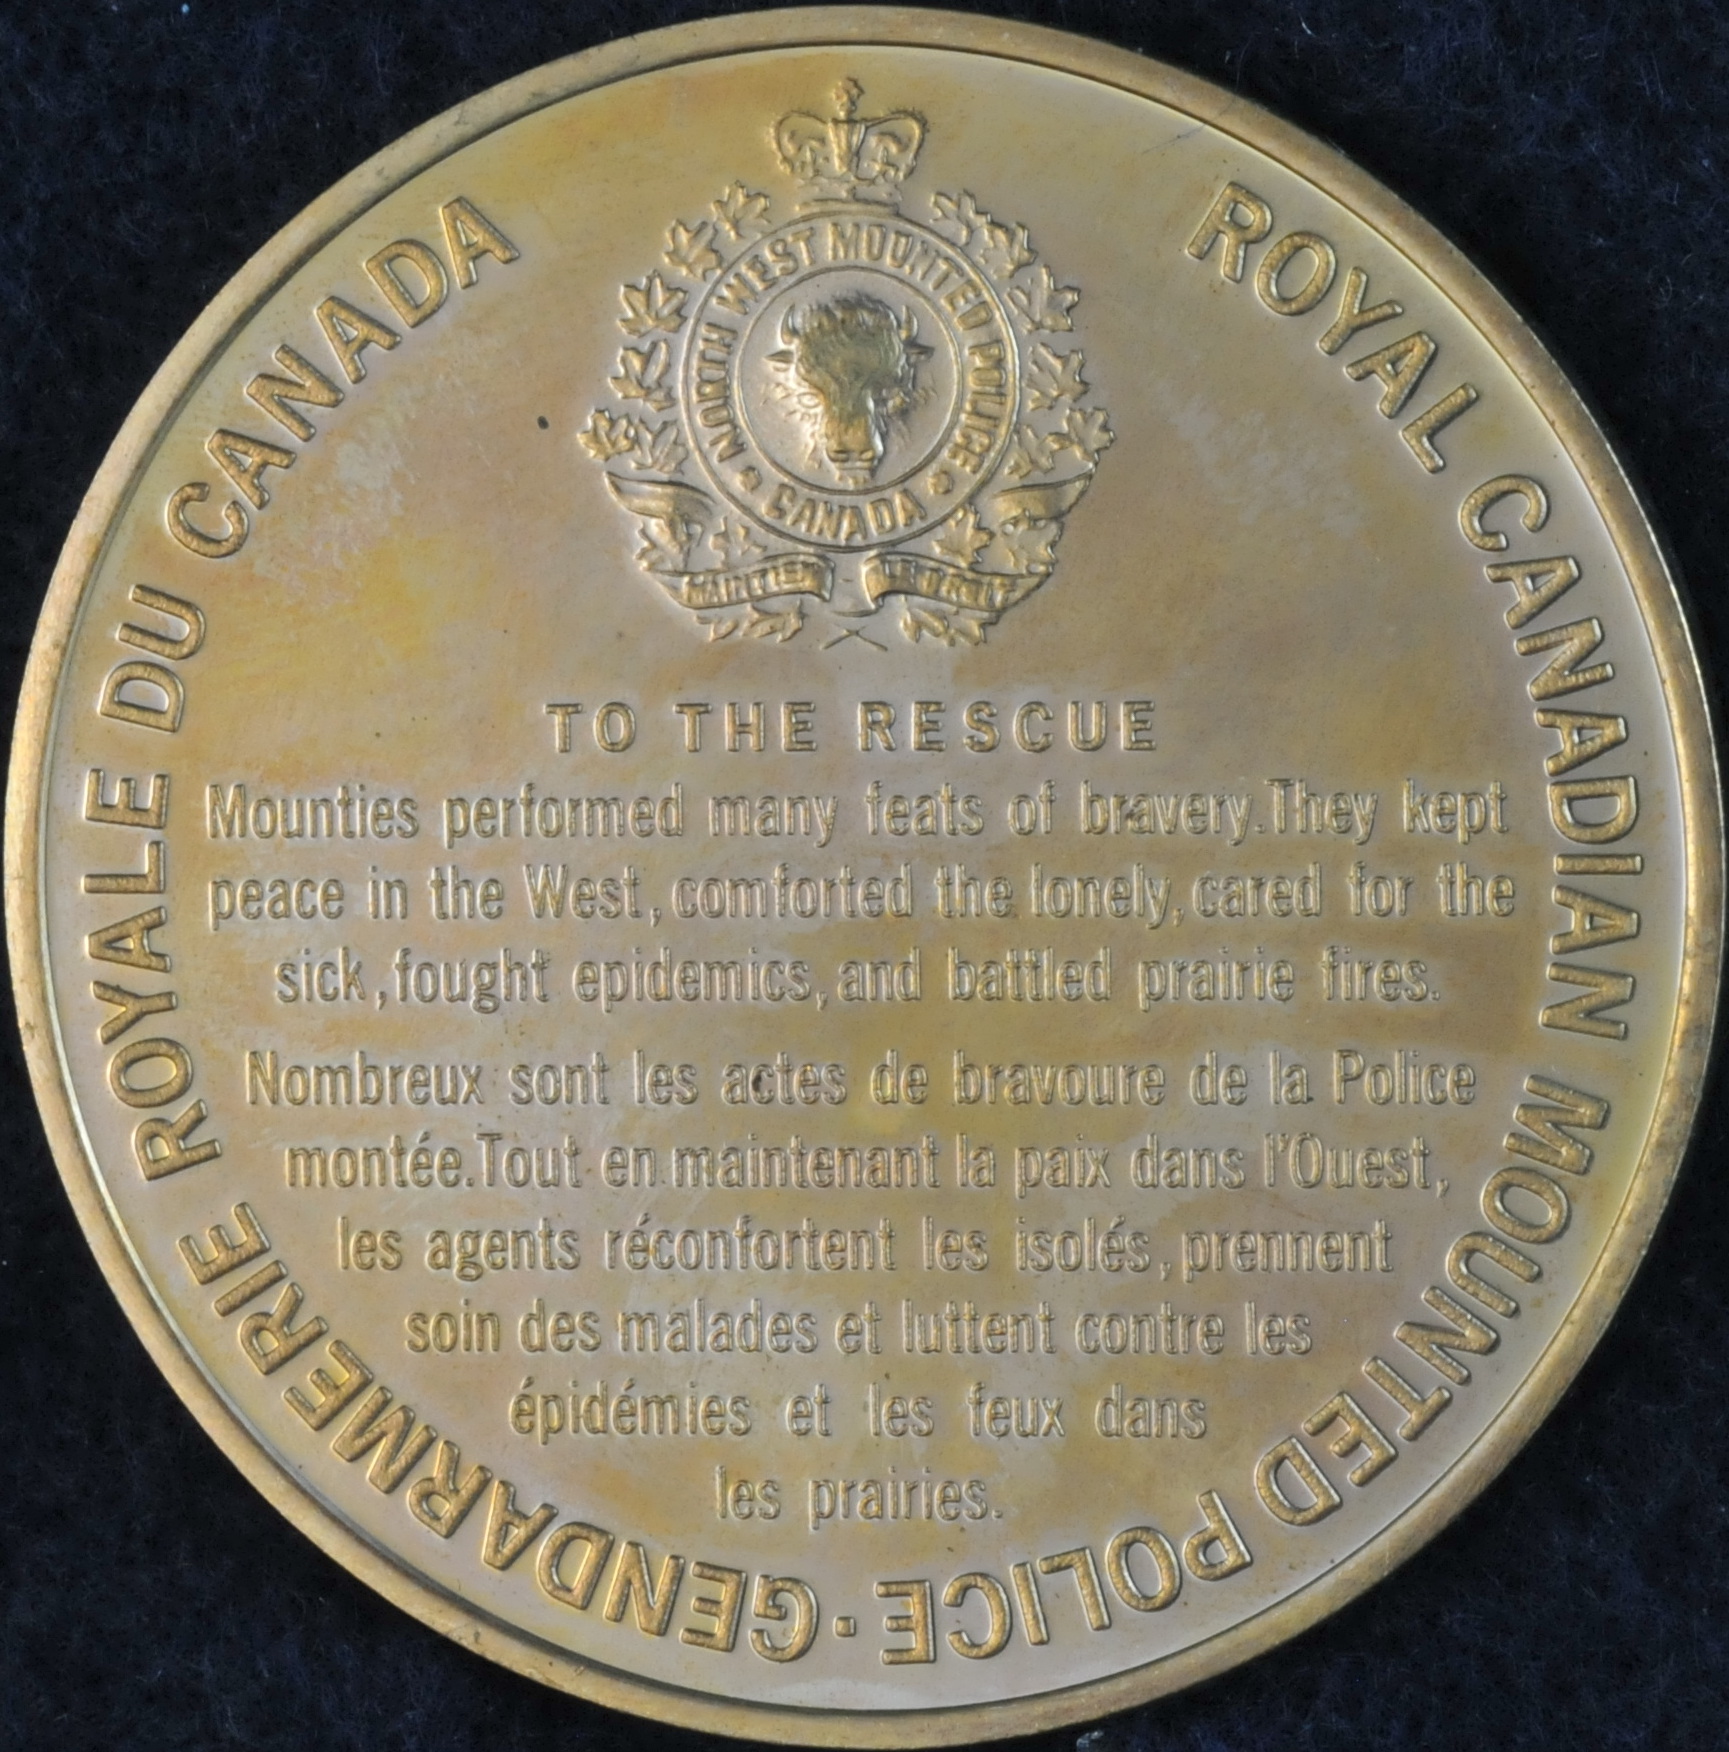 ROYAL CANADIAN MOUNTED POLICE · GENDARMERIE ROYALE DU CANADA
NORTH WEST MOUNTED POLICE
CANADA
MAINTIEN LE DROIT
TO THE RESCUE
Mounties performed many feats of bravery.They kept
peace in the West, comforted the lonely, cared for the
sick, fought epidemics, and battled prairie fires.
Nombreux sont les actes de bravoure de la Police
montée.Tout en maintenant la paix dans l'Ouest,
les agents réconfortent les isolés, prennent
soin des malades et luttent contre les
épidémies et les feux dans
les prairies.